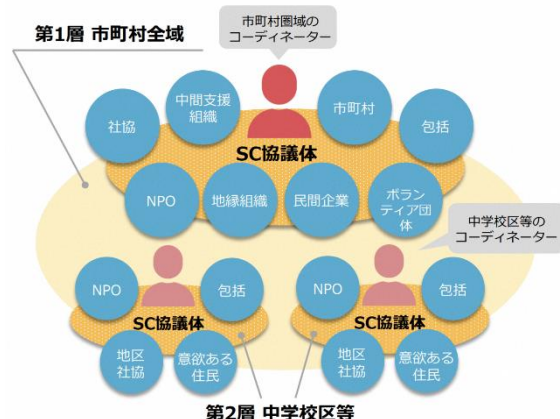 第1層 市町村全域
市町村圏域の
コーディネーター
社協
中間支援
組織
市町村
包括
SC協議体
NPO
地縁組織
民間企業
ボラン
ティア団
体
中学校区等の
コーディネーター
NPO
包括
SC協議体
地区
社協
意欲ある
住民
NPO
包括
SC協議体
地区
社協
意欲ある
住民
第2層 中学校区等